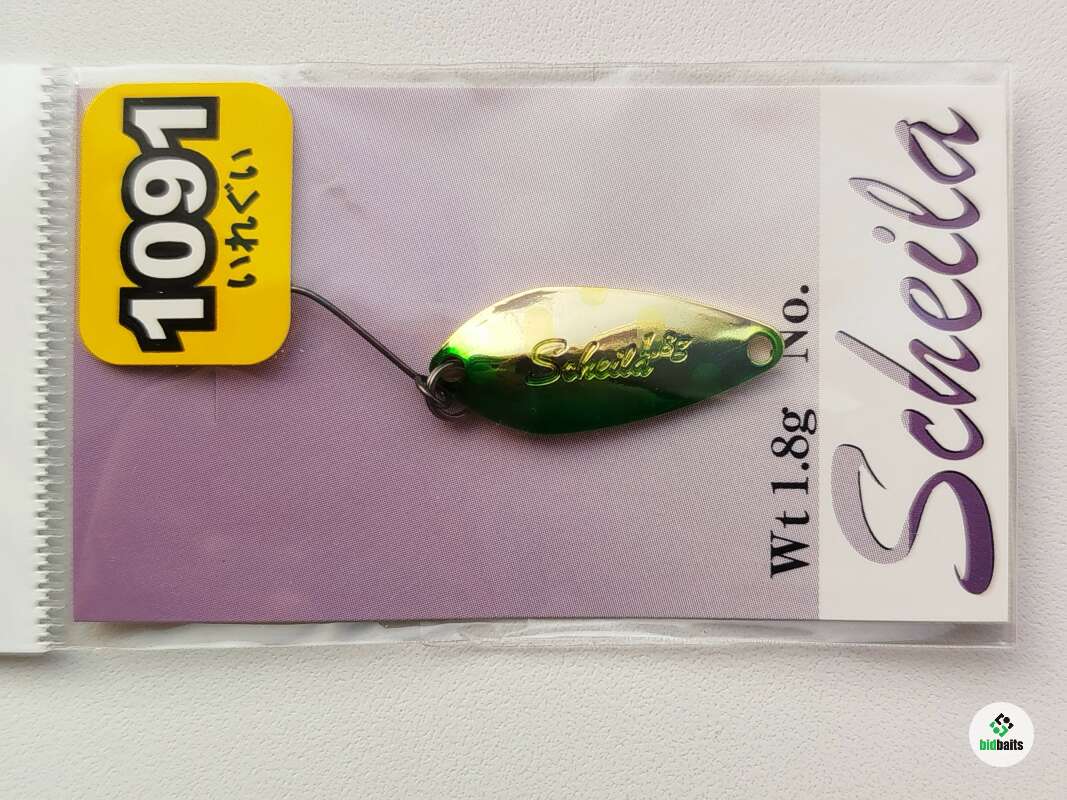 1091
いれぐい
Scheila
1.8g
Wt 1.8g No.
Scheila
bidbaits